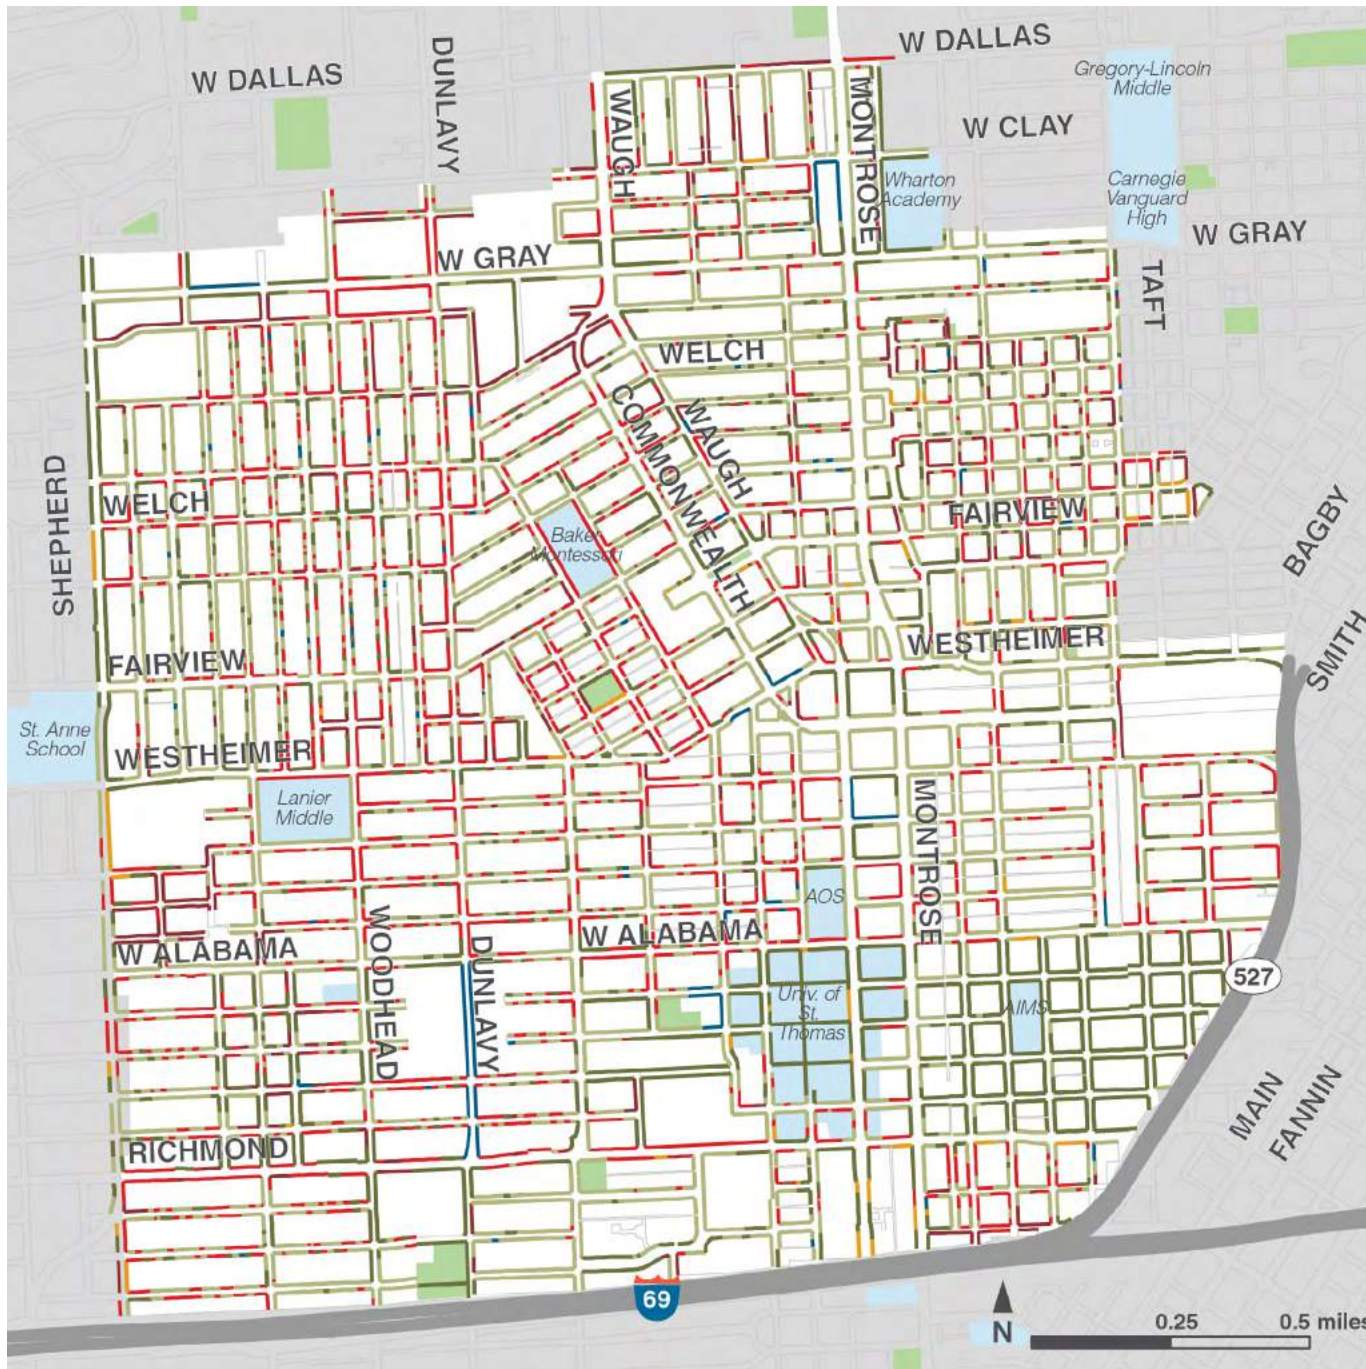 W DALLAS
W DALLAS
DUNLAVY
Gregory-Lincoln
Middle
WAUGH
MONTROSE
W CLAY
Wharton
Academy
Carnegie
Vanguard
High
W GRAY
W GRAY
TAFT
WELCH
COMMONWEALTH
WAUGH
SHEPHERD
WELCH
FAIRVIEW
BAGBY
Baker
Montessori
SMITH
FAIRVIEW
WESTHEIMER
St. Anne
School
WESTHEIMER
Lanier
Middle
MONTROSE
AOS
WOODHEAD
DUNLAVY
W ALABAMA
W ALABAMA
527
Univ. of
St.
Thomas
AIMS
MAIN
FANNIN
RICHMOND
69
N
0.25
0.5 miles